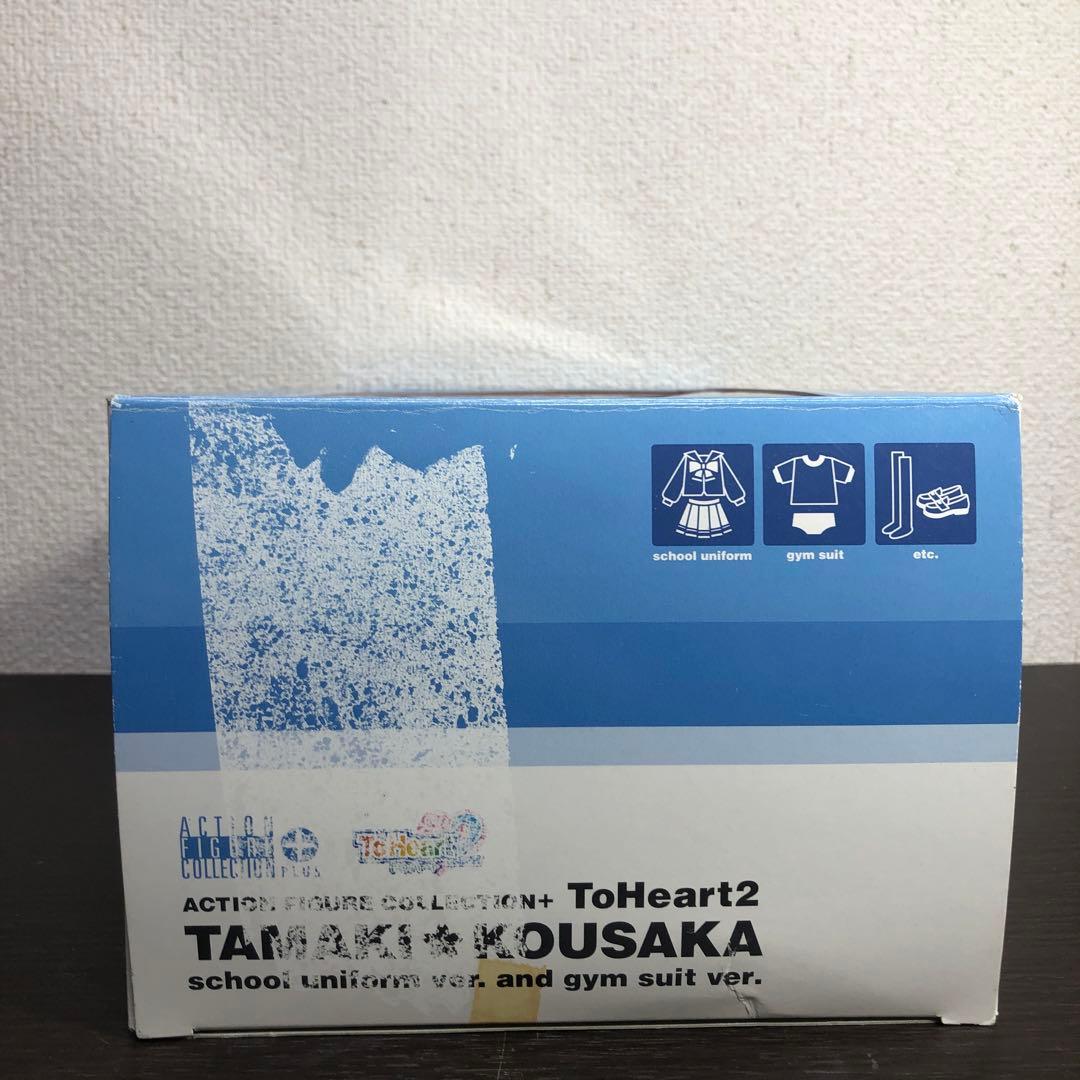 school uniform
gym suit
etc.
ACTION
FIGURE
COLLECTION PLUS
ToHeart
ACTION FIGURE COLLECTION+ ToHeart2
TAMAKI★KOUSAKA
school uniform ver. and gym suit ver.